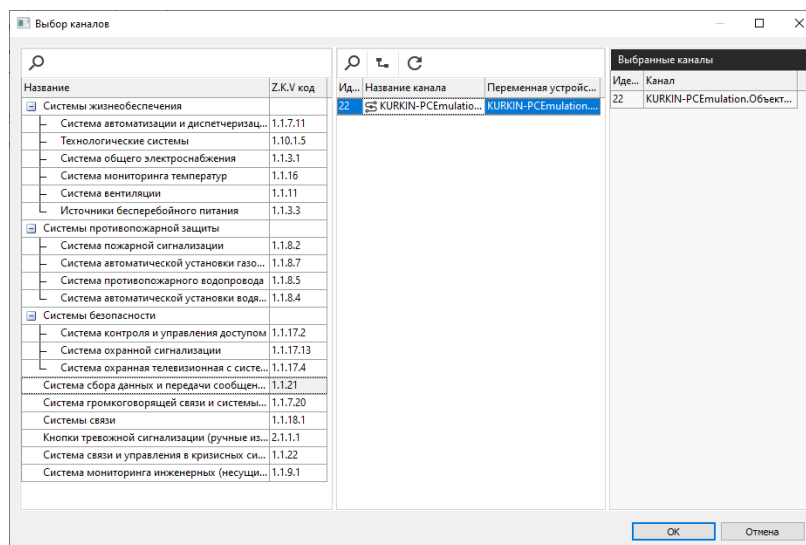 Выбор каналов
Выбранные каналы
Название Z.K.V код
Ид... Название канала Переменная устройс...
Иде... Канал
Системы жизнеобеспечения
22 KURKIN-PCEmulatio... KURKIN-PCEmulation....
22 KURKIN-PCEmulation.Объект...
Система автоматизации и диспетчеризац... 1.1.7.11
Технологические системы 1.10.1.5
Система общего электроснабжения 1.1.3.1
Система мониторинга температур 1.1.16
Система вентиляции 1.1.11
Источники бесперебойного питания 1.1.3.3
Системы противопожарной защиты
Система пожарной сигнализации 1.1.8.2
Система автоматической установки газо... 1.1.8.7
Система противопожарного водопровода 1.1.8.5
Система автоматической установки водя... 1.1.8.4
Системы безопасности
Система контроля и управления доступом 1.1.17.2
Система охранной сигнализации 1.1.17.13
Система охранная телевизионная с систе... 1.1.17.4
Система сбора данных и передачи сообщен... 1.1.21
Система громкоговорящей связи и системы... 1.1.7.20
Системы связи 1.1.18.1
Кнопки тревожной сигнализации (ручные из... 2.1.1.1
Система связи и управления в кризисных си... 1.1.22
Система мониторинга инженерных (несущи... 1.1.9.1
ОК Отмена